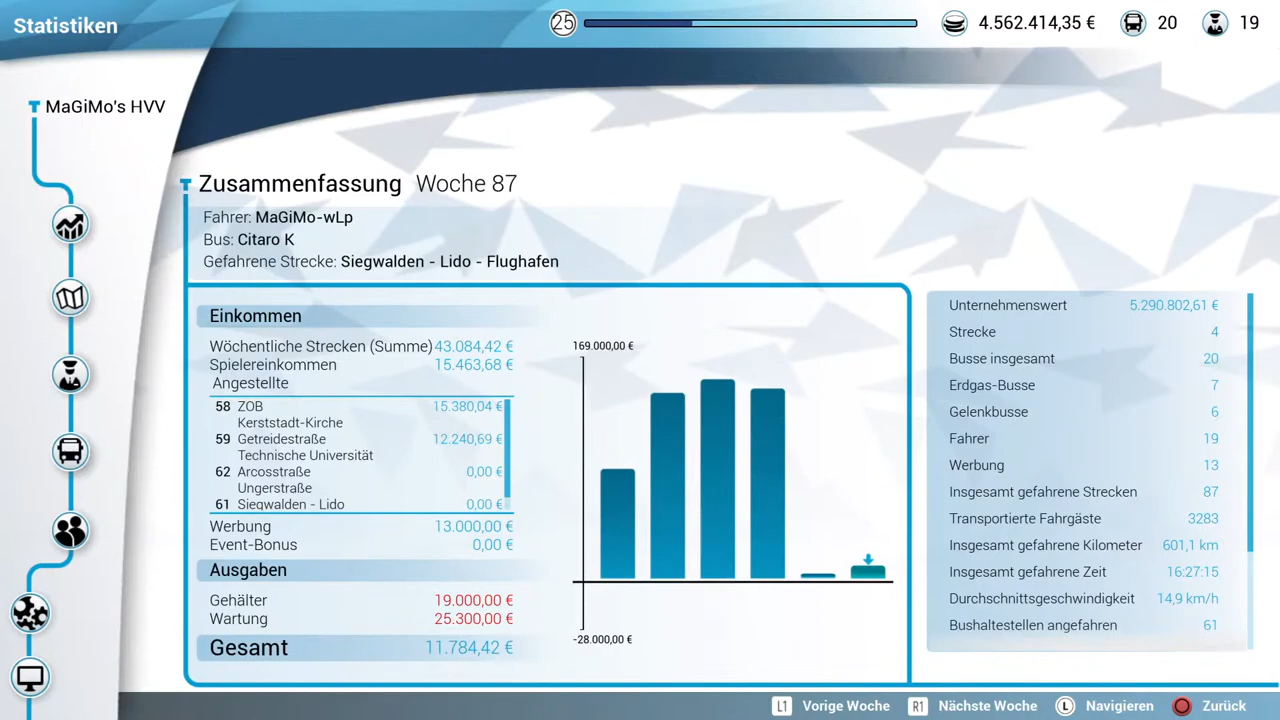 Statistiken
25
4.562.414,35 €
20
19
MaGiMo's HVV
Zusammenfassung Woche 87
Fahrer: MaGiMo-wLp
Bus: Citaro K
Gefahrene Strecke: Siegwalden - Lido - Flughafen
Einkommen
Wöchentliche Strecken (Summe) 43.084,42 €
Spielereinkommen 15.463,68 €
Angestellte
58 ZOB 15.380,04 €
Kerststadt-Kirche
59 Getreidestraße 12.240,69 €
Technische Universität
62 Arcosstraße 0,00 €
Ungerstraße
61 Siegwalden - Lido 0,00 €
Werbung 13.000,00 €
Event-Bonus 0,00 €
Ausgaben
Gehälter 19.000,00 €
Wartung 25.300,00 €
Gesamt 11.784,42 €
169.000,00 €
-28.000,00 €
Unternehmenswert 5.290.802,61 €
Strecke 4
Busse insgesamt 20
Erdgas-Busse 7
Gelenkbusse 6
Fahrer 19
Werbung 13
Insgesamt gefahrene Strecken 87
Transportierte Fahrgäste 3283
Insgesamt gefahrene Kilometer 601,1 km
Insgesamt gefahrene Zeit 16:27:15
Durchschnittsgeschwindigkeit 14,9 km/h
Bushaltestellen angefahren 61
L1 Vorige Woche R1 Nächste Woche L Navigieren Zurück